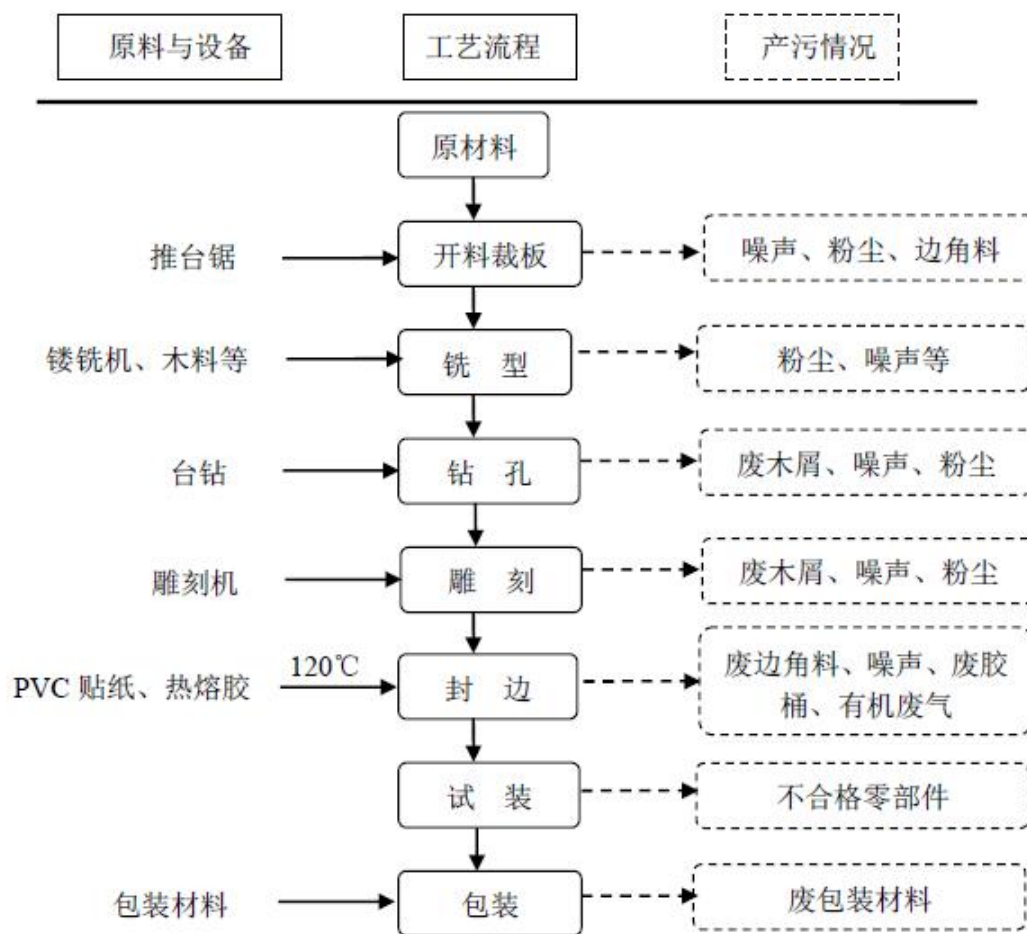 原料与设备 工艺流程 产污情况
原材料
推台锯 开料裁板 噪声、粉尘、边角料
镂铣机、木料等 铣 型 粉尘、噪声等
台钻 钻 孔 废木屑、噪声、粉尘
雕刻机 雕 刻 废木屑、噪声、粉尘
PVC 贴纸、热熔胶 120℃ 封 边 废边角料、噪声、废胶
桶、有机废气
试 装 不合格零部件
包装材料 包装 废包装材料